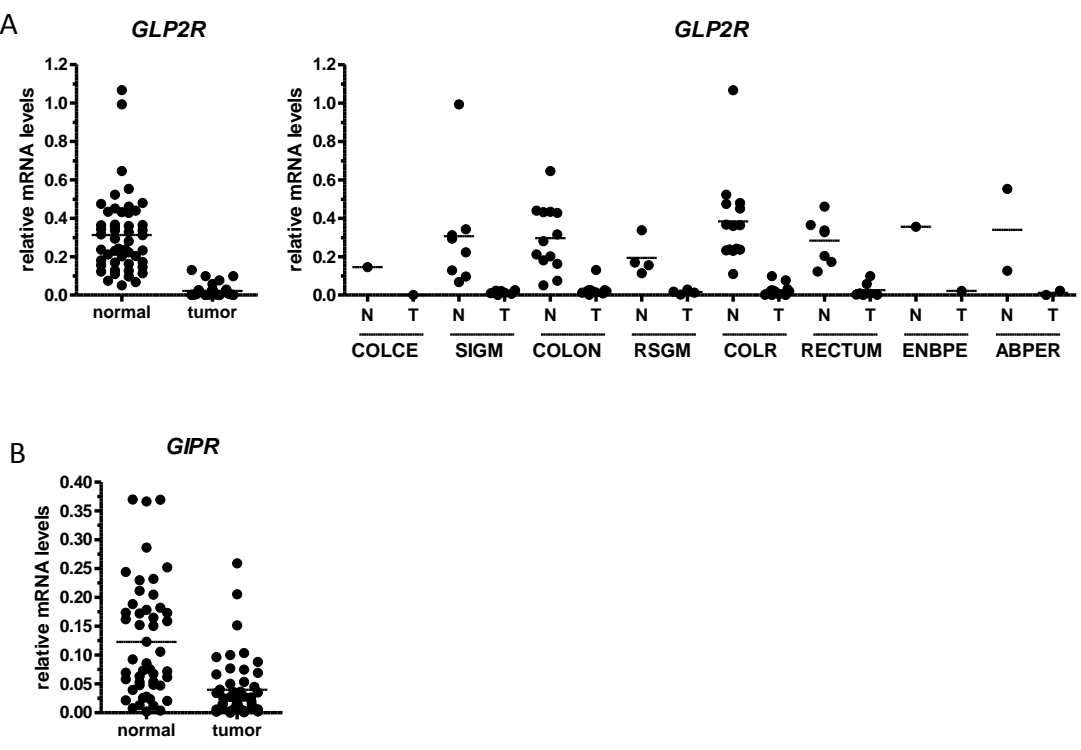 A
GLP2R
GLP2R
relative mRNA levels
1.2
1.0
0.8
0.6
0.4
0.2
0.0
normal tumor
relative mRNA levels
1.2
1.0
0.8
0.6
0.4
0.2
0.0
N T N T N T N T N T N T N T N T
COLCE SIGM COLON RSGM COLR RECTUM ENBPE ABPER
B
GIPR
relative mRNA levels
0.40
0.35
0.30
0.25
0.20
0.15
0.10
0.05
0.00
normal tumor